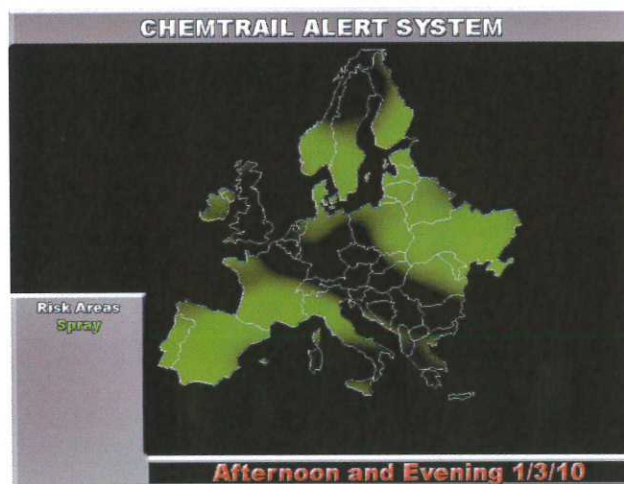 CHEMTRAIL ALERT SYSTEM
Risk Areas
Spray
Afternoon and Evening 1/3/10